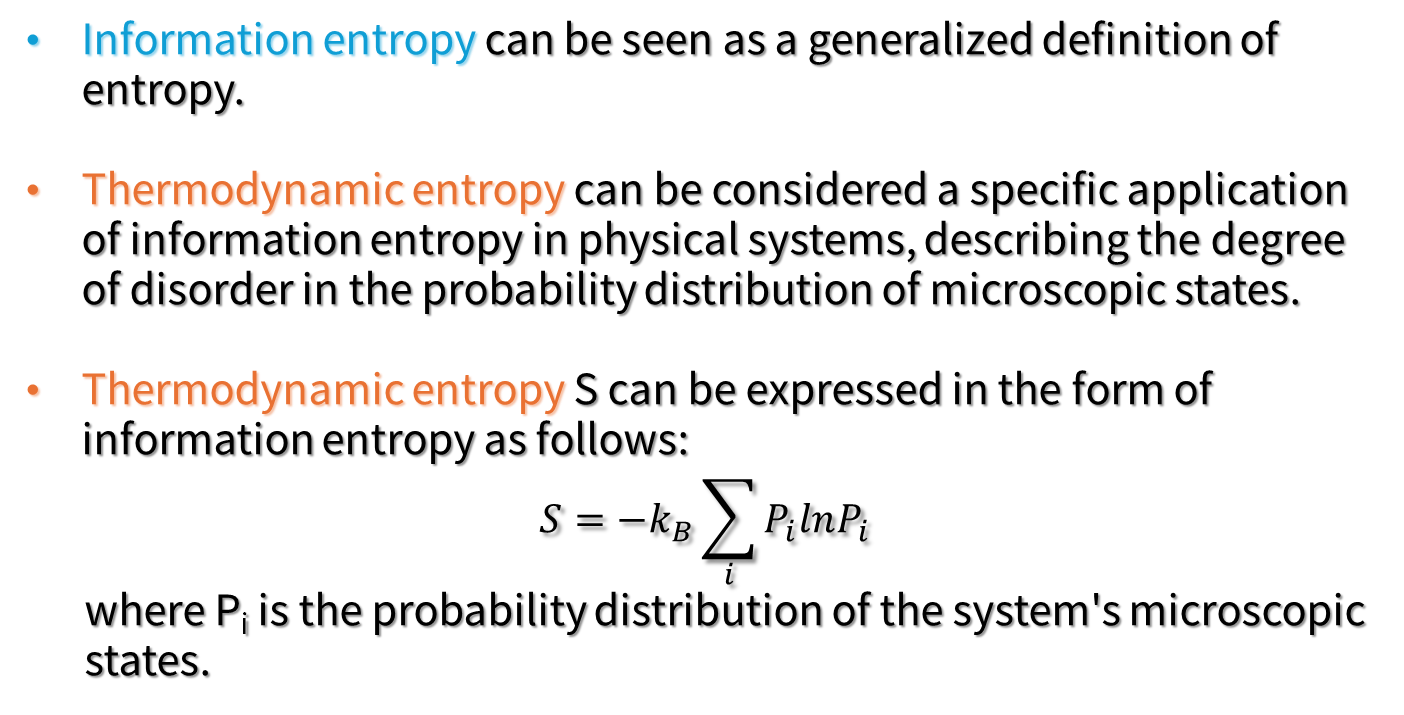 • Information entropy can be seen as a generalized definition of
entropy.
• Thermodynamic entropy can be considered a specific application
of information entropy in physical systems, describing the degree
of disorder in the probability distribution of microscopic states.
• Thermodynamic entropy S can be expressed in the form of
information entropy as follows:
S = −k_B ∑_i P_i lnP_i
where P_i is the probability distribution of the system's microscopic
states.